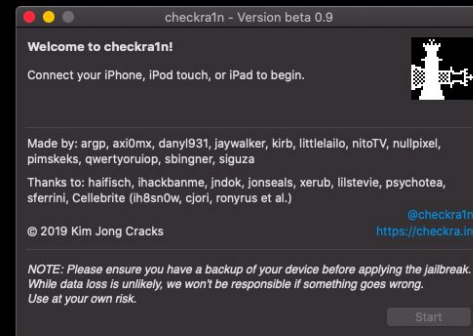 checkra1n - Version beta 0.9
Welcome to checkra1n!
Connect your iPhone, iPod touch, or iPad to begin.
Made by: argp, axi0mx, danyl931, jaywalker, kirb, littlelailo, nitoTV, nullpixel,
pimskeks, qwertyoruiop, sbingner, siguza
Thanks to: haifisch, ihackbanme, jndok, jonseals, xerub, lilstevie, psychotea,
sferrini, Cellebrite (ih8sn0w, cjori, ronyrus et al.)
@checkra1n
© 2019 Kim Jong Cracks
https://checkra.in
NOTE: Please ensure you have a backup of your device before applying the jailbreak.
While data loss is unlikely, we won't be responsible if something goes wrong.
Use at your own risk.
Start